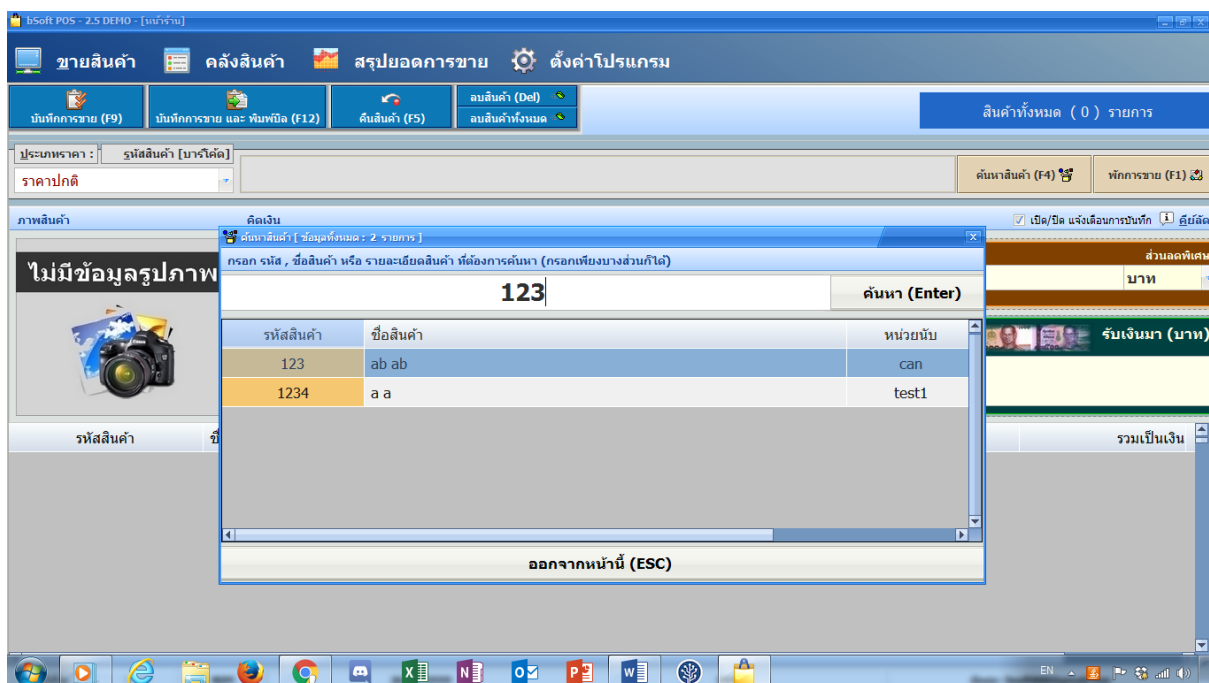 bSoft POS - 2.5 DEMO - [หน้าร้าน]
ขายสินค้า คลังสินค้า สรุปยอดการขาย ตั้งค่าโปรแกรม
บันทึกการขาย (F9) บันทึกการขาย และ พิมพ์บิล (F12) คืนสินค้า (F5) ลบสินค้า (Del)
ลบสินค้าทั้งหมด
สินค้าทั้งหมด ( 0 ) รายการ
ประเภทราคา : รหัสสินค้า [บาร์โค้ด]
ราคาปกติ
ค้นหาสินค้า (F4) พักการขาย (F1)
ภาพสินค้า คิดเงิน เปิด/ปิด แจ้งเตือนการบันทึก คีย์ลัด
ค้นหาสินค้า [ ข้อมูลทั้งหมด : 2 รายการ ]
กรอก รหัส , ชื่อสินค้า หรือ รายละเอียดสินค้า ที่ต้องการค้นหา (กรอกเพียงบางส่วนก็ได้)
ส่วนลดพิเศษ
ไม่มีข้อมูลรูปภาพ
บาท
123 ค้นหา (Enter)
รหัสสินค้า ชื่อสินค้า หน่วยนับ
รับเงินมา (บาท)
123 ab ab can
1234 a a test1
รหัสสินค้า รวมเป็นเงิน
ออกจากหน้านี้ (ESC)
EN